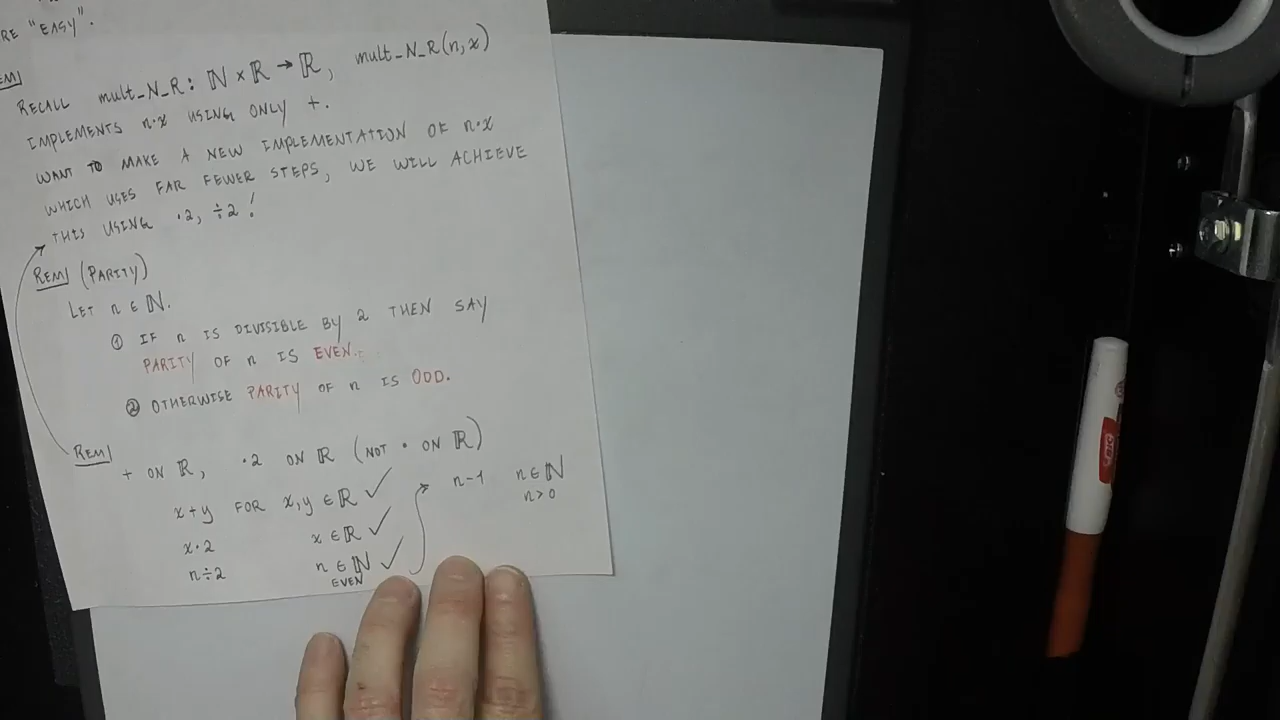 RE "EASY".
EM
RECALL mult_N_R: ℕ × ℝ → ℝ, mult_N_R(n,x)
IMPLEMENTS n·x USING ONLY +.
WANT TO MAKE A NEW IMPLEMENTATION OF n·x
WHICH USES FAR FEWER STEPS, WE WILL ACHIEVE
THIS USING ·2, ÷2!
REM (PARITY)
LET n ∈ ℕ.
① IF n IS DIVISIBLE BY 2 THEN SAY
PARITY OF n IS EVEN.
② OTHERWISE PARITY OF n IS ODD.
REM
+ ON ℝ, ·2 ON ℝ (NOT · ON ℝ)
x+y FOR x,y ∈ ℝ ✓
x·2 x ∈ ℝ ✓
n÷2 n ∈ ℕ ✓
EVEN
n-1 n ∈ ℕ
n>0
BIC